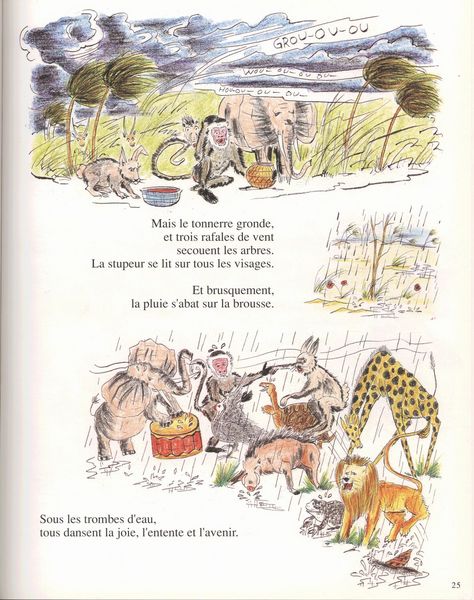 GROU-OU-OU
WOU-OU-OU OU-
HOUOU-OU-OU-
Mais le tonnerre gronde,
et trois rafales de vent
secouent les arbres.
La stupeur se lit sur tous les visages.
Et brusquement,
la pluie s'abat sur la brousse.
Sous les trombes d'eau,
tous dansent la joie, l'entente et l'avenir.
25